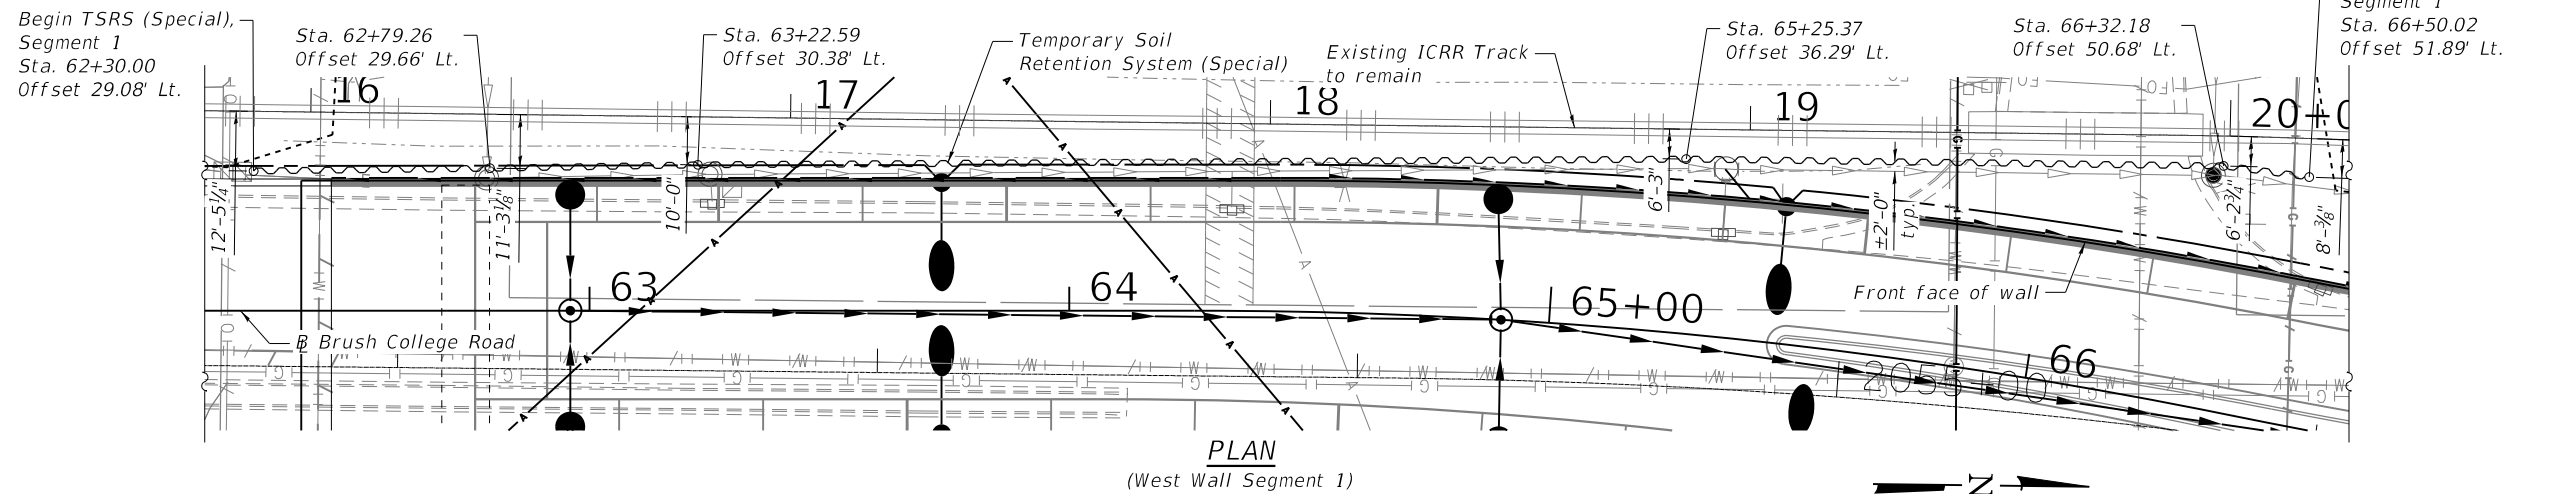 Begin TSRS (Special),
Segment 1
Sta. 62+30.00
Offset 29.08' Lt.
Sta. 62+79.26
Offset 29.66' Lt.
Sta. 63+22.59
Offset 30.38' Lt.
Temporary Soil
Retention System (Special)
Existing ICRR Track
to remain
Sta. 65+25.37
Offset 36.29' Lt.
Sta. 66+32.18
Offset 50.68' Lt.
Segment 1
Sta. 66+50.02
Offset 51.89' Lt.
16
17
18
19
20+0
12'-5¼"
11'-3⅛"
10'-0"
6'-3"
±2'-0"
typ.
6'-2¾"
8'-⅜"
63
64
65+00
66
2055+00
Front face of wall
B Brush College Road
PLAN
(West Wall Segment 1)
N